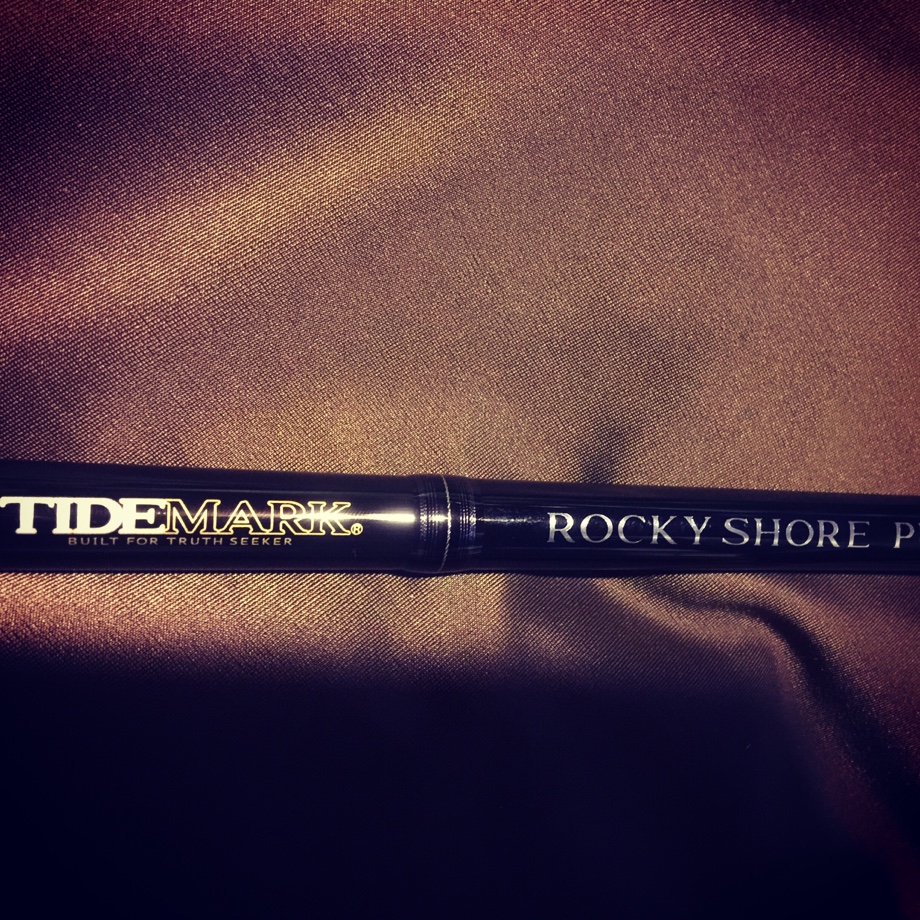 TIDEMARK®
BUILT FOR TRUTH SEEKER
ROCKY SHORE P